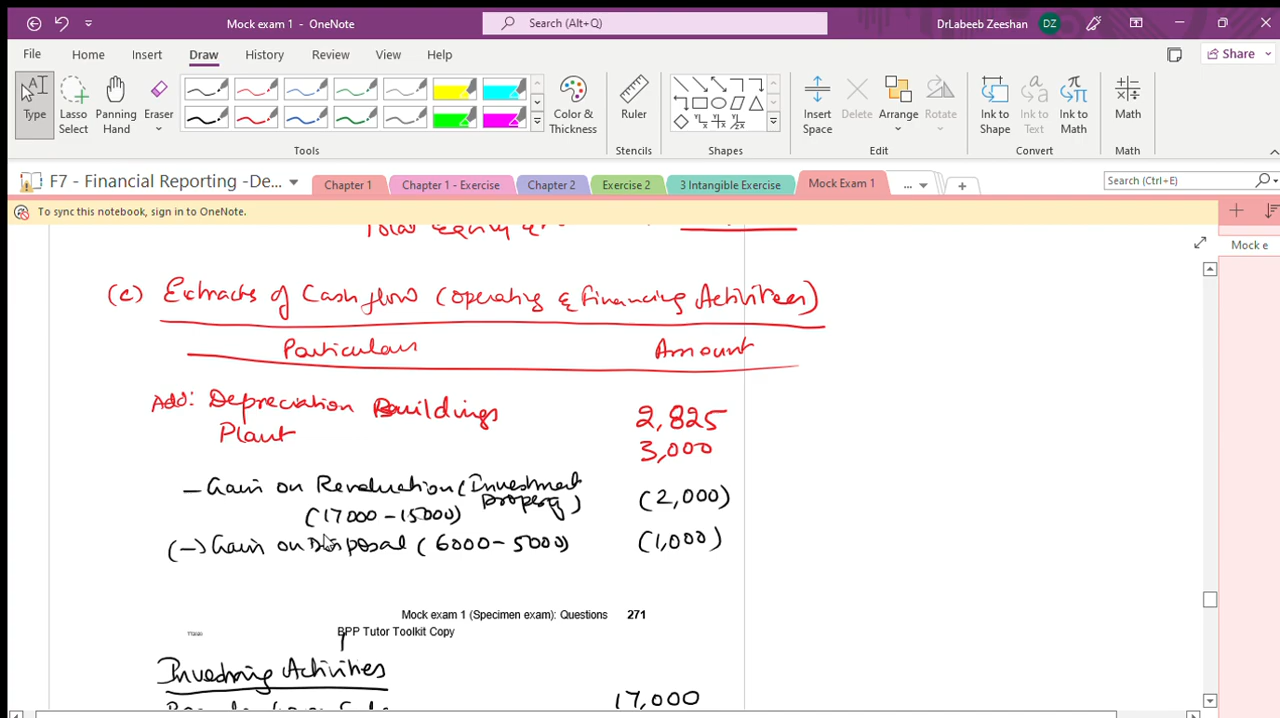 Mock exam 1 - OneNote
Search (Alt+Q)
DrLabeeb Zeeshan
DZ
File Home Insert Draw History Review View Help
Share
Type
Lasso Select
Panning Hand
Eraser
Color & Thickness
Ruler
Insert Space
Delete
Arrange
Rotate
Ink to Shape
Ink to Text
Ink to Math
Math
Tools
Stencils
Shapes
Edit
Convert
Math
F7 - Financial Reporting -De...
Chapter 1
Chapter 1 - Exercise
Chapter 2
Exercise 2
3 Intangible Exercise
Mock Exam 1
...
Search (Ctrl+E)
To sync this notebook, sign in to OneNote.
Mock e
Total Equity
(c) Extracts of Cash flow (operating & Financing Activities)
Particulars Amount
Add: Depreciation Buildings 2,825
Plant 3,000
- Gain on Revaluation (Investment Property) (2,000)
(17000 - 15000)
(-) Gain on Disposal (6000 - 5000) (1,000)
Mock exam 1 (Specimen exam): Questions 271
BPP Tutor Toolkit Copy
Investing Activities
17,000